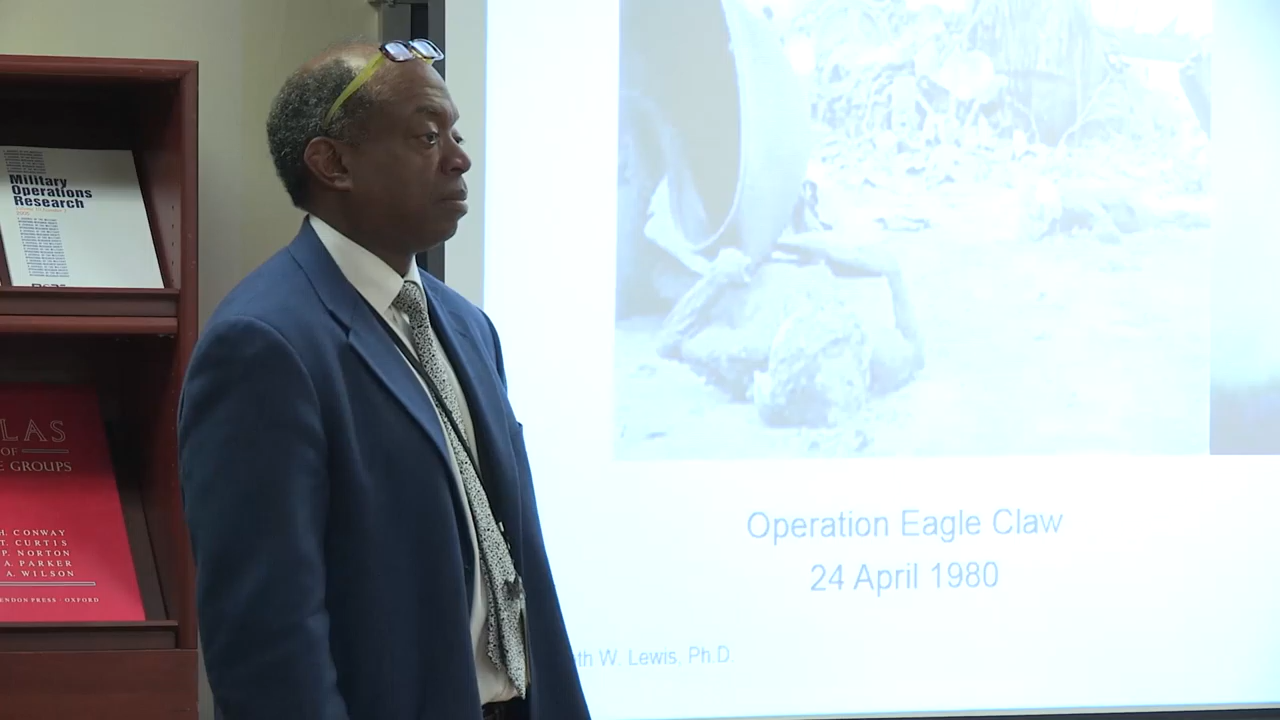 Military
Operations
Research
LAS
OF
E GROUPS
H. CONWAY
T. CURTIS
P. NORTON
A. PARKER
A. WILSON
ENDON PRESS · OXFORD
Operation Eagle Claw
24 April 1980
th W. Lewis, Ph.D.